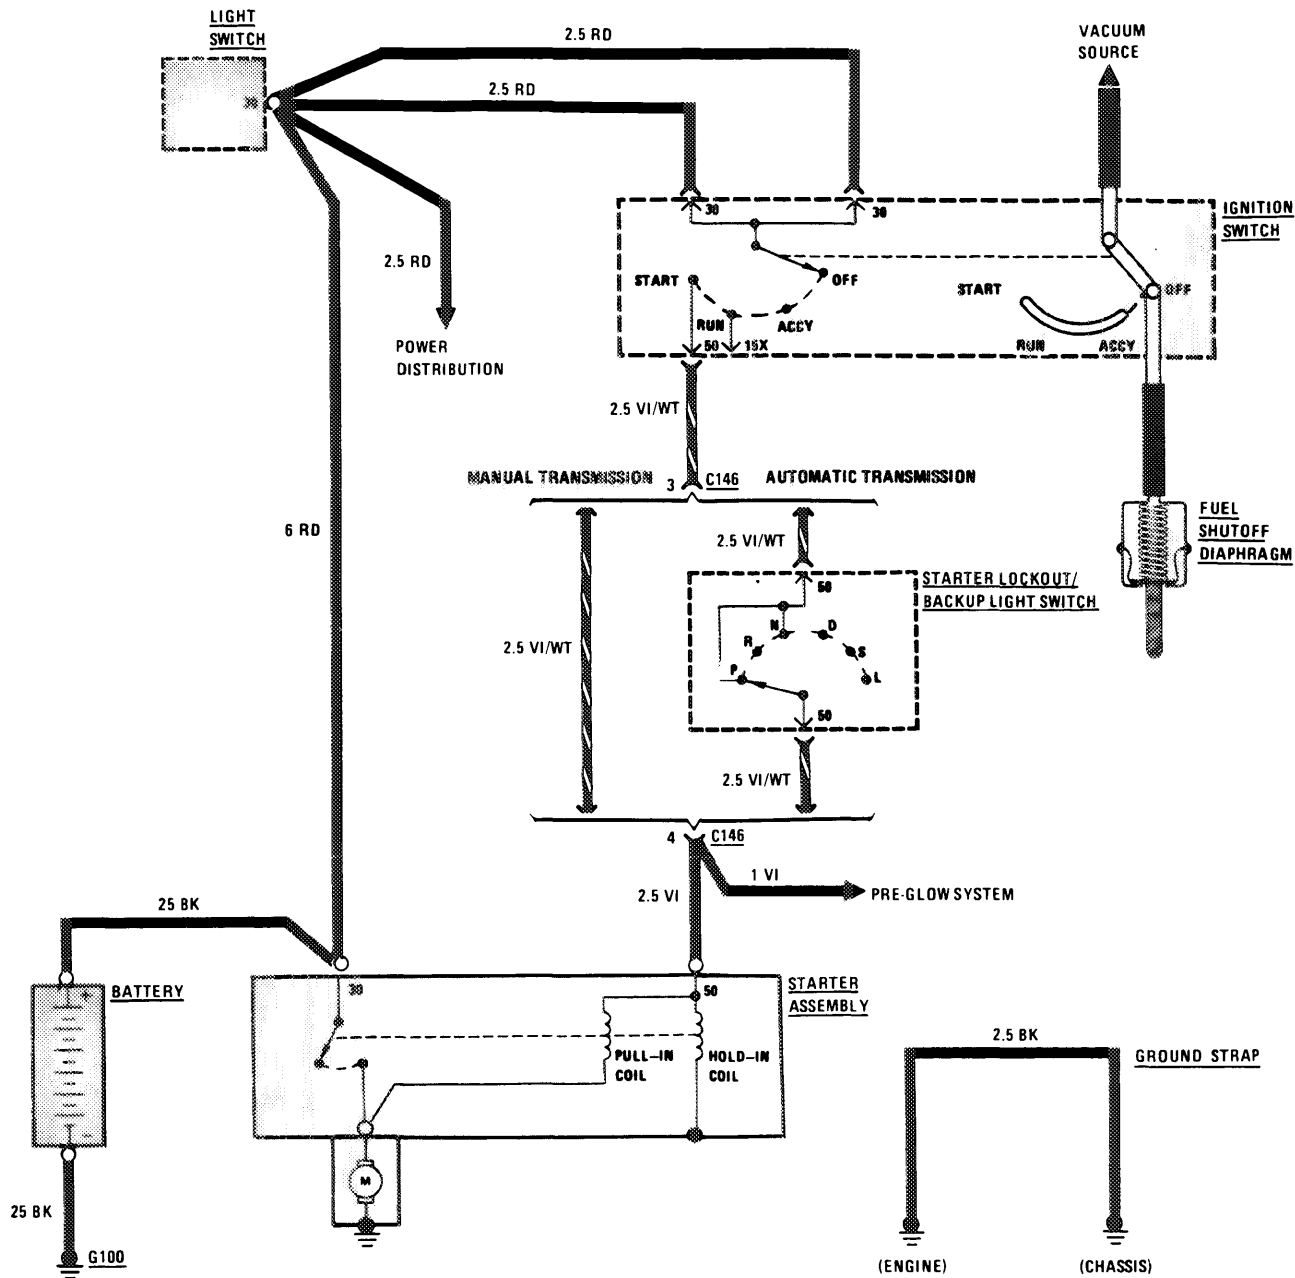 LIGHT
SWITCH
30
2.5 RD
2.5 RD
2.5 RD
POWER
DISTRIBUTION
6 RD
VACUUM
SOURCE
IGNITION
SWITCH
30
30
START
OFF
RUN
ACCY
50
15X
START
OFF
RUN
ACCY
2.5 VI/WT
MANUAL TRANSMISSION
3
C146
AUTOMATIC TRANSMISSION
2.5 VI/WT
FUEL
SHUTOFF
DIAPHRAGM
STARTER LOCKOUT/
BACKUP LIGHT SWITCH
50
N
D
R
S
P
L
50
2.5 VI/WT
2.5 VI/WT
4
C146
2.5 VI
1 VI
PRE-GLOW SYSTEM
25 BK
BATTERY
+
-
25 BK
G100
30
50
STARTER
ASSEMBLY
PULL-IN
COIL
HOLD-IN
COIL
M
2.5 BK
GROUND STRAP
(ENGINE)
(CHASSIS)